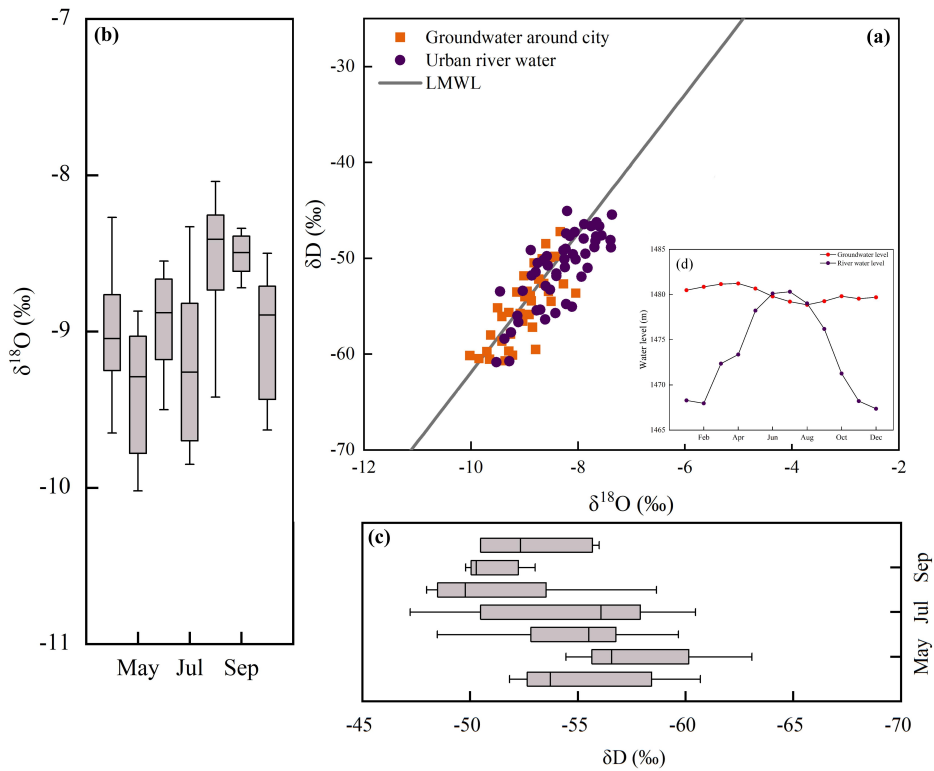 (b)
-7
-8
-9
-10
-11
δ¹⁸O (‰)
May Jul Sep
(a)
Groundwater around city
Urban river water
LMWL
-30
-40
-50
-60
-70
δD (‰)
-12 -10 -8 -6 -4 -2
δ¹⁸O (‰)
(d)
Groundwater level
River water level
1485
1480
1475
1470
1465
Water level (m)
Feb Apr Jun Aug Oct Dec
(c)
Sep
Jul
May
-45 -50 -55 -60 -65 -70
δD (‰)